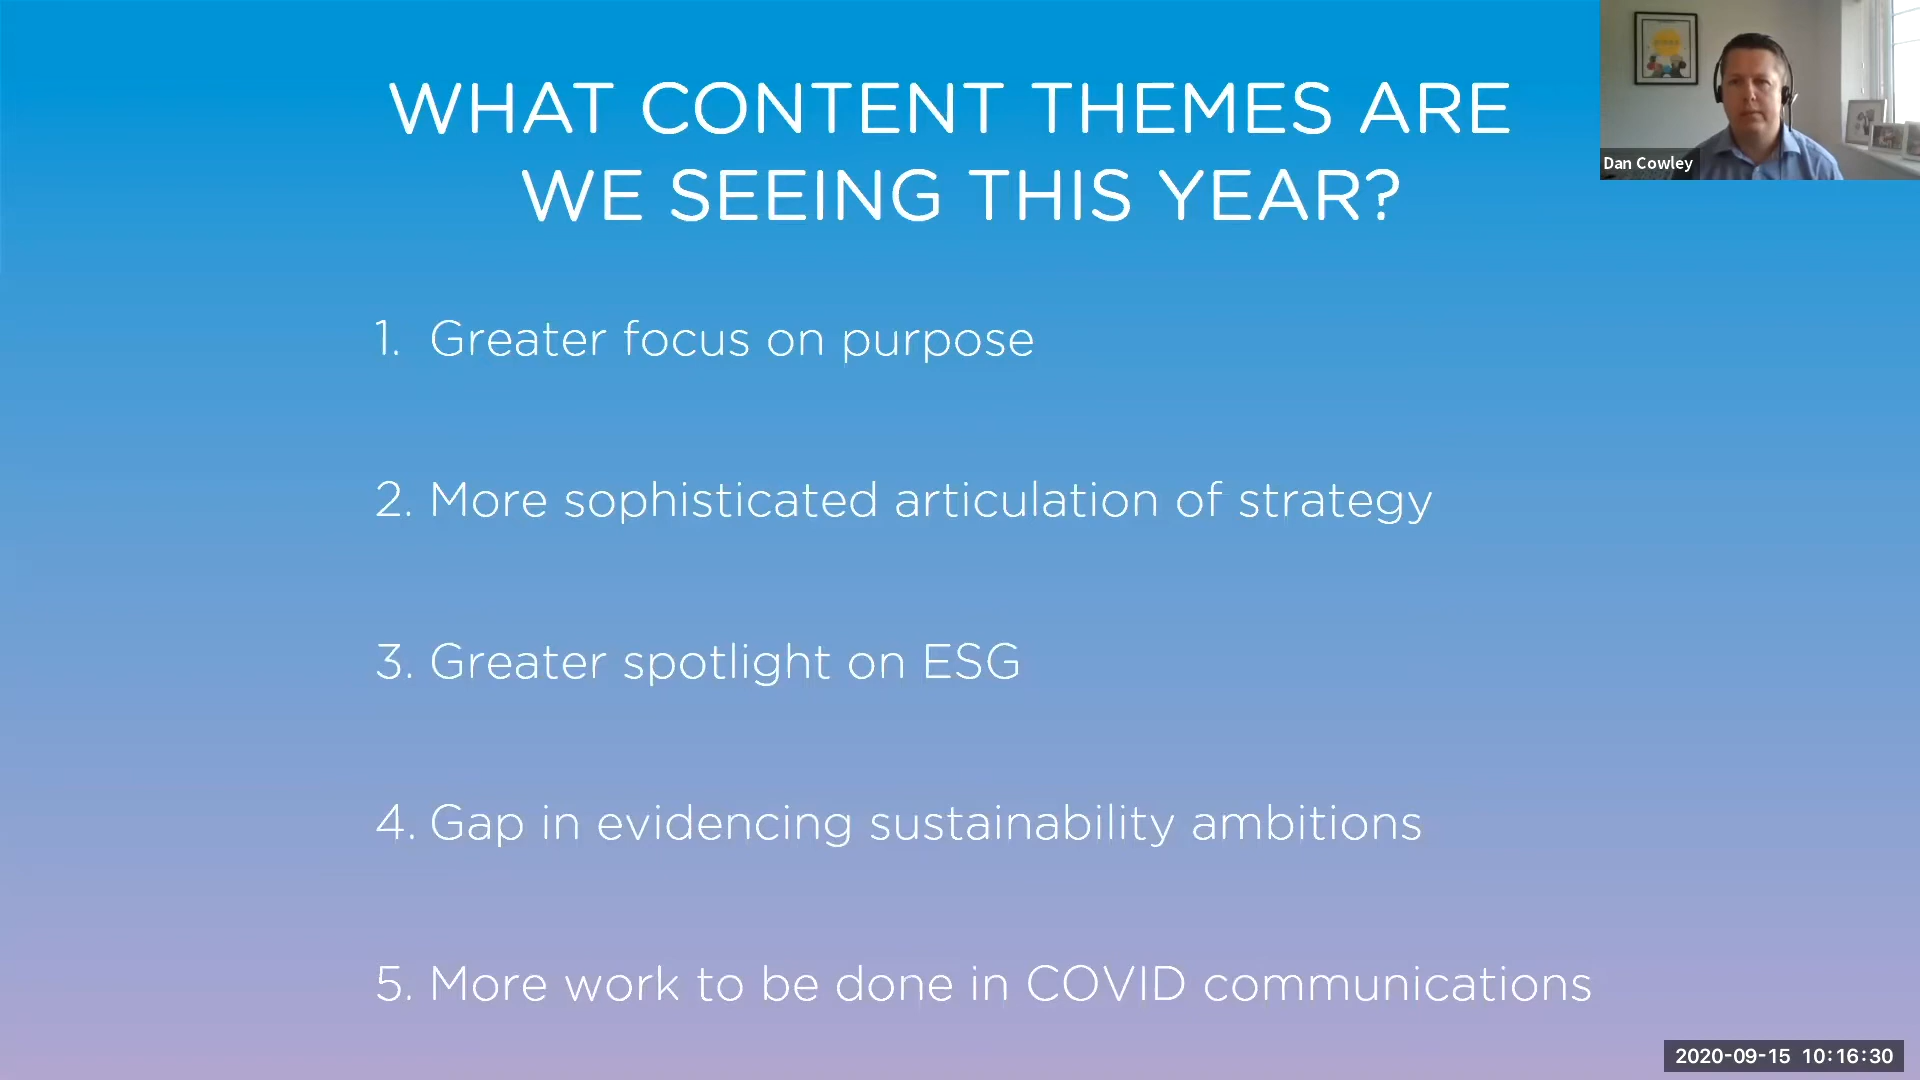 WHAT CONTENT THEMES ARE
WE SEEING THIS YEAR?
Dan Cowley
1. Greater focus on purpose
2. More sophisticated articulation of strategy
3. Greater spotlight on ESG
4. Gap in evidencing sustainability ambitions
5. More work to be done in COVID communications
2020-09-15 10:16:30